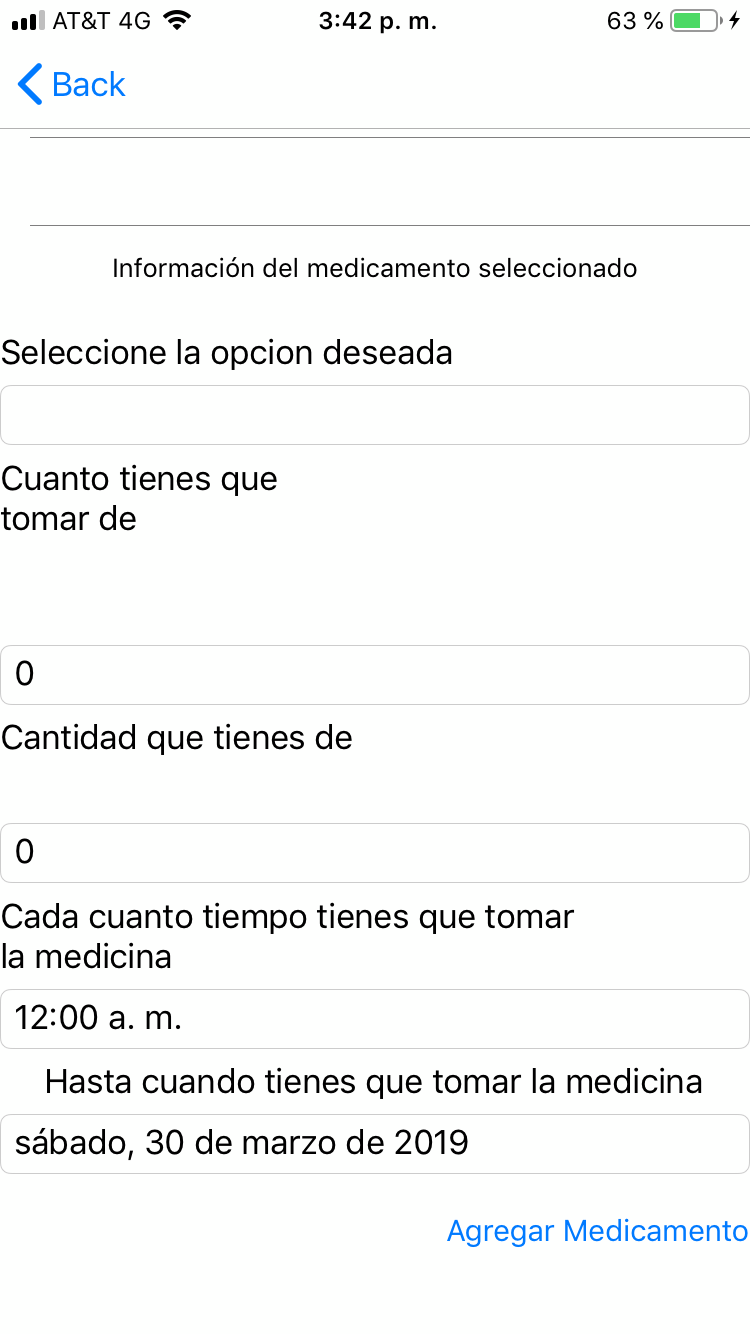 AT&T 4G 3:42 p. m. 63 %
Back
Información del medicamento seleccionado
Seleccione la opcion deseada
Cuanto tienes que
tomar de
0
Cantidad que tienes de
0
Cada cuanto tiempo tienes que tomar
la medicina
12:00 a. m.
Hasta cuando tienes que tomar la medicina
sábado, 30 de marzo de 2019
Agregar Medicamento